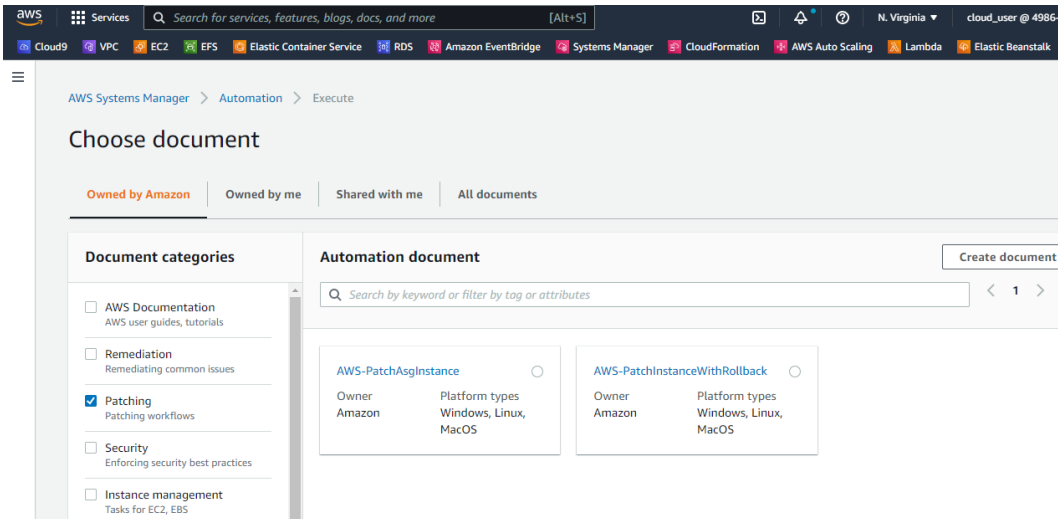 aws Services Search for services, features, blogs, docs, and more [Alt+S] N. Virginia ▼ cloud_user @ 4986-
Cloud9 VPC EC2 EFS Elastic Container Service RDS Amazon EventBridge Systems Manager CloudFormation AWS Auto Scaling Lambda Elastic Beanstalk
AWS Systems Manager > Automation > Execute
Choose document
Owned by Amazon Owned by me Shared with me All documents
Document categories
AWS Documentation
AWS user guides, tutorials
Remediation
Remediating common issues
Patching
Patching workflows
Security
Enforcing security best practices
Instance management
Tasks for EC2, EBS
Automation document Create document
Search by keyword or filter by tag or attributes < 1 >
AWS-PatchAsgInstance
Owner Platform types
Amazon Windows, Linux,
MacOS
AWS-PatchInstanceWithRollback
Owner Platform types
Amazon Windows, Linux,
MacOS